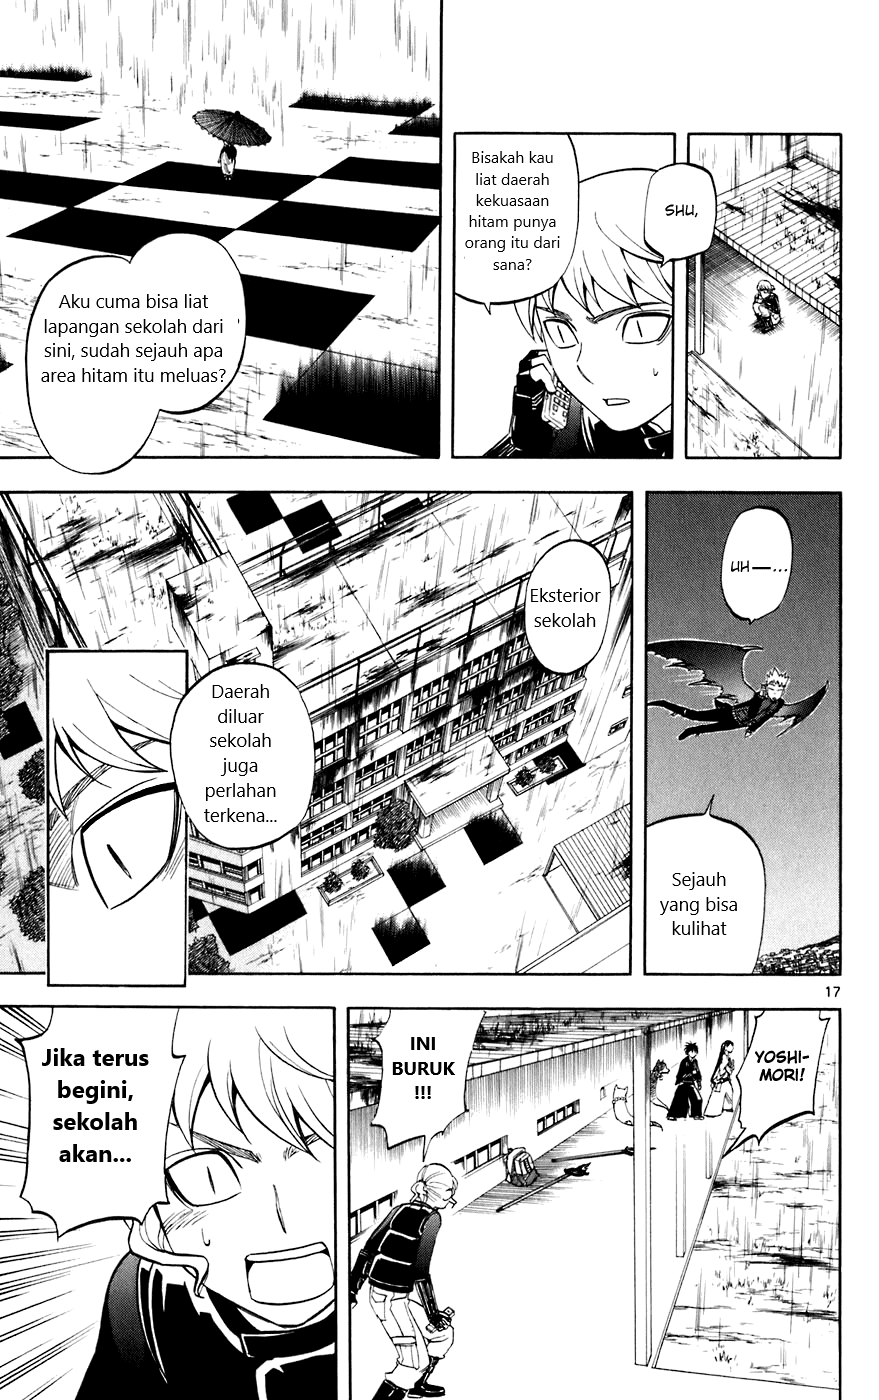 SHU,
Bisakah kau
liat daerah
kekuasaan
hitam punya
orang itu dari
sana?
Aku cuma bisa liat
lapangan sekolah dari
sini, sudah sejauh apa
area hitam itu meluas?
UH—...
Sejauh
yang bisa
kulihat
Eksterior
sekolah
Daerah
diluar
sekolah
juga
perlahan
terkena...
17
YOSHI-
MORI!
INI
BURUK
!!!
Jika terus
begini,
sekolah
akan...